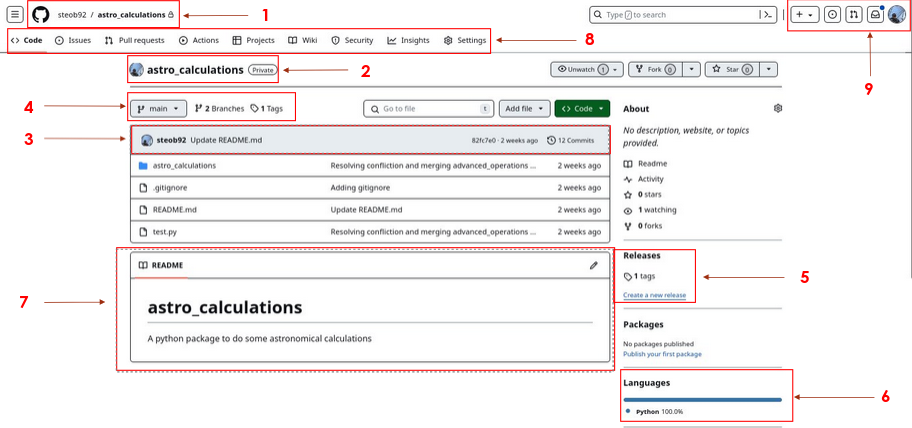 steob92 / astro_calculations
1
Type / to search
Code Issues Pull requests Actions Projects Wiki Security Insights Settings
8
9
astro_calculations Private
2
Unwatch 1
Fork 0
Star 0
4
main
2 Branches
1 Tags
Go to file t
Add file
Code
3
steob92 Update README.md 82fc7e0 · 2 weeks ago 12 Commits
astro_calculations Resolving confliction and merging advanced_operations ... 2 weeks ago
.gitignore Adding gitignore 2 weeks ago
README.md Update README.md 2 weeks ago
test.py Resolving confliction and merging advanced_operations ... 2 weeks ago
7
README
astro_calculations
A python package to do some astronomical calculations
About
No description, website, or topics
provided.
Readme
Activity
0 stars
1 watching
0 forks
Releases
1 tags
Create a new release
5
Packages
No packages published
Publish your first package
Languages
Python 100.0%
6